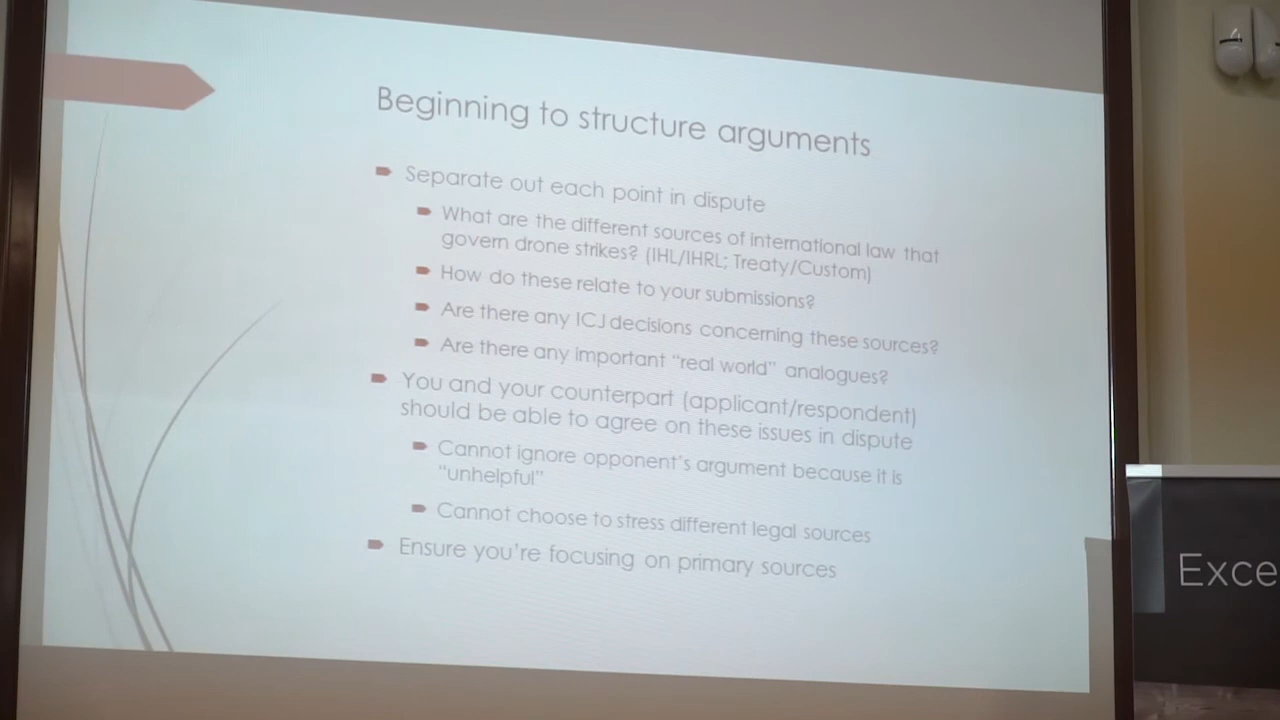 Beginning to structure arguments
Separate out each point in dispute
What are the different sources of international law that
govern drone strikes? (IHL/IHRL; Treaty/Custom)
How do these relate to your submissions?
Are there any ICJ decisions concerning these sources?
Are there any important "real world" analogues?
You and your counterpart (applicant/respondent)
should be able to agree on these issues in dispute
Cannot ignore opponent's argument because it is
"unhelpful"
Cannot choose to stress different legal sources
Ensure you're focusing on primary sources
Exce